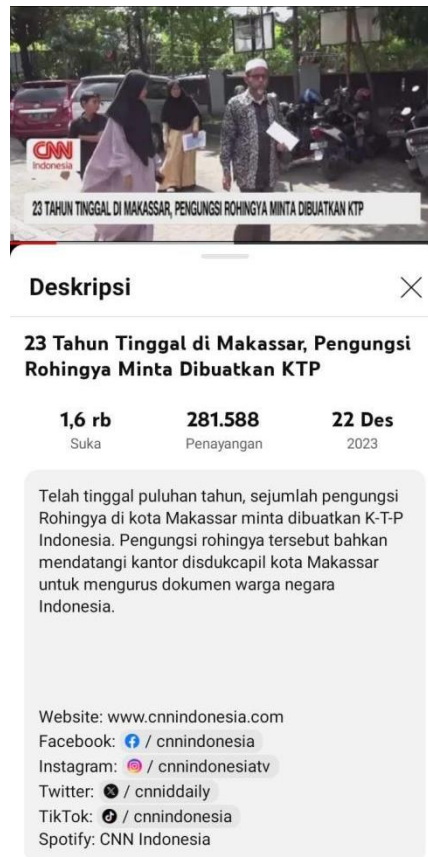 CNN
Indonesia
23 TAHUN TINGGAL DI MAKASSAR, PENGUNGSI ROHINGYA MINTA DIBUATKAN KTP
Deskripsi
23 Tahun Tinggal di Makassar, Pengungsi
Rohingya Minta Dibuatkan KTP
1,6 rb 281.588 22 Des
Suka Penayangan 2023
Telah tinggal puluhan tahun, sejumlah pengungsi
Rohingya di kota Makassar minta dibuatkan K-T-P
Indonesia. Pengungsi rohingya tersebut bahkan
mendatangi kantor disdukcapil kota Makassar
untuk mengurus dokumen warga negara
Indonesia.
Website: www.cnnindonesia.com
Facebook: / cnnindonesia
Instagram: / cnnindonesiatv
Twitter: / cnniddaily
TikTok: / cnnindonesia
Spotify: CNN Indonesia